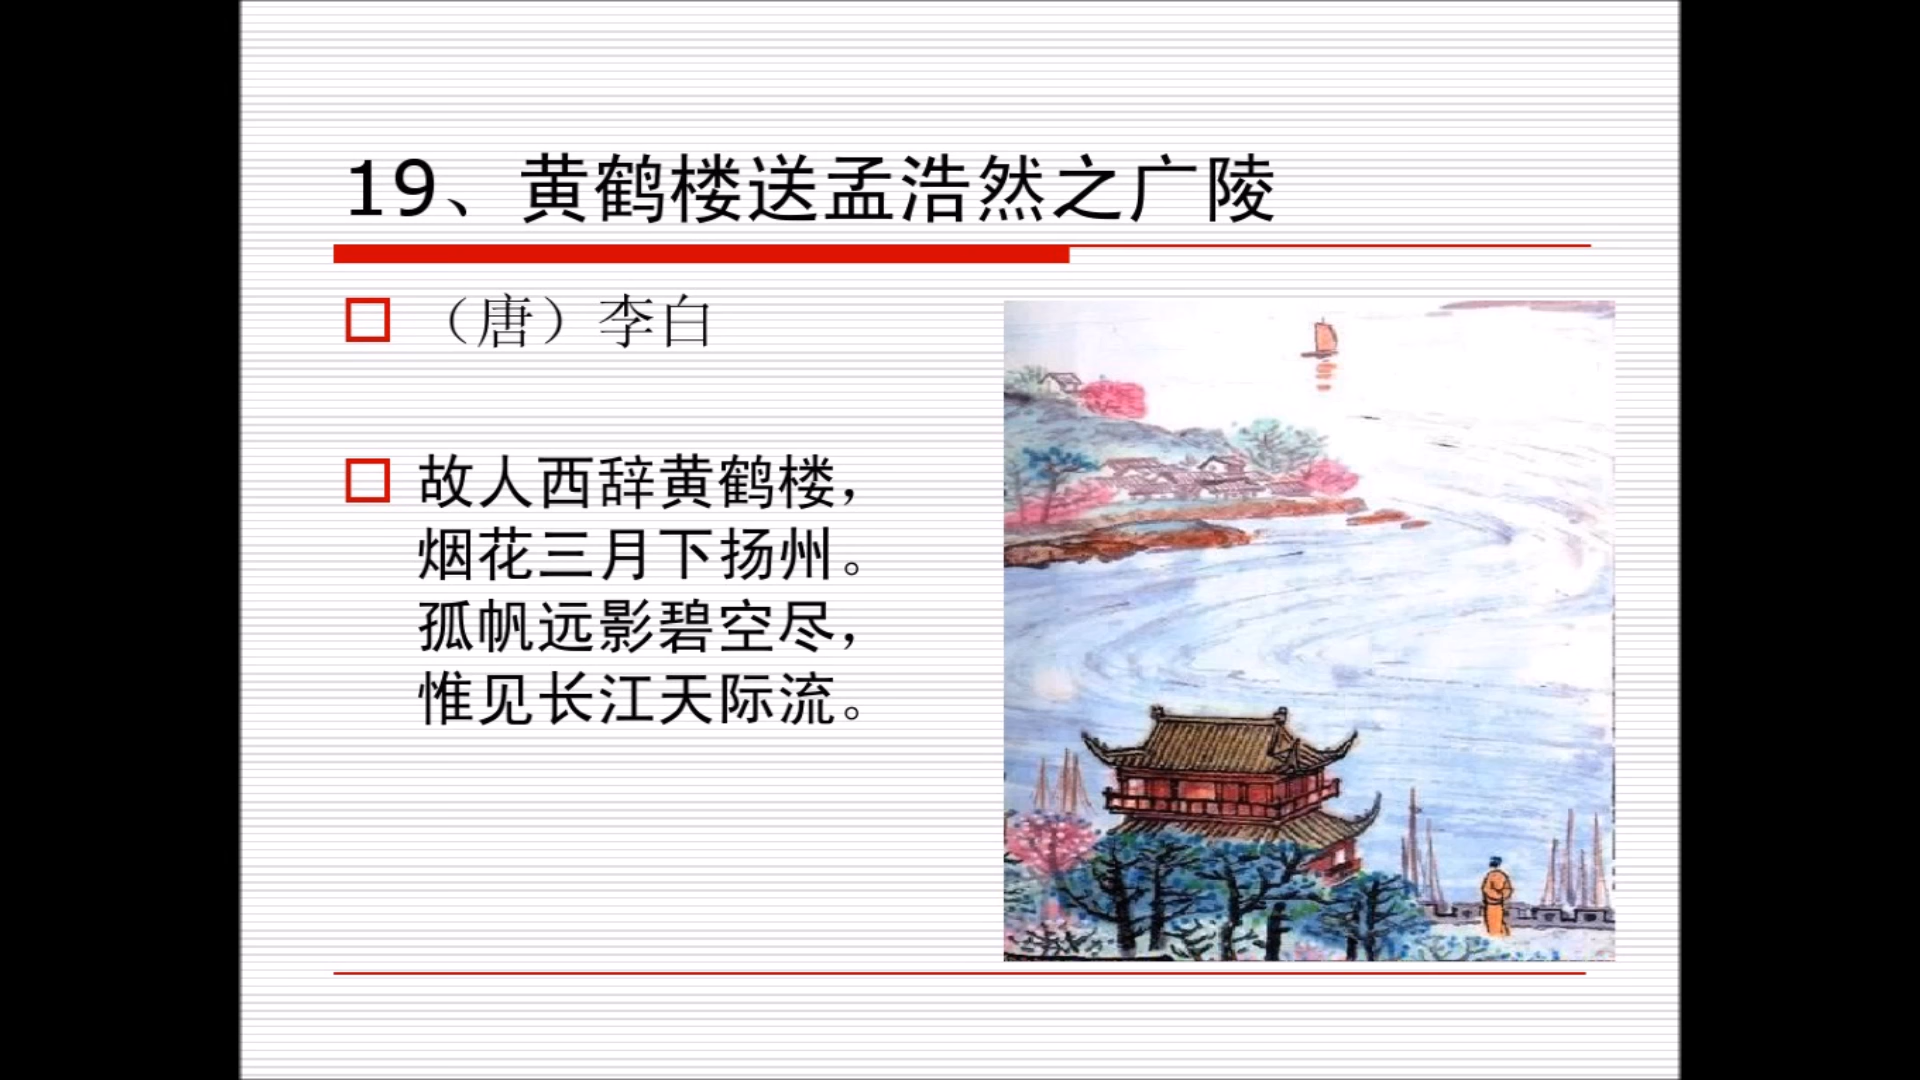 19、黄鹤楼送孟浩然之广陵
（唐）李白
故人西辞黄鹤楼，
烟花三月下扬州。
孤帆远影碧空尽，
惟见长江天际流。